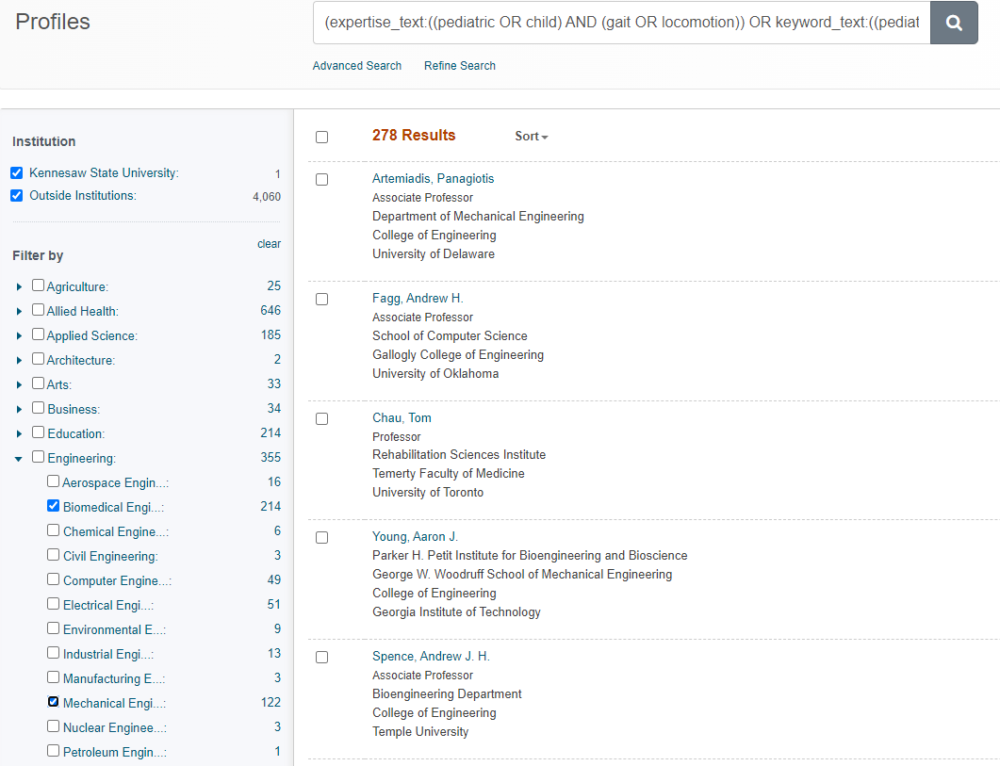 Profiles
(expertise_text:((pediatric OR child) AND (gait OR locomotion)) OR keyword_text:((pediat
Advanced Search Refine Search
Institution
Kennesaw State University: 1
Outside Institutions: 4,060
clear
Filter by
Agriculture: 25
Allied Health: 646
Applied Science: 185
Architecture: 2
Arts: 33
Business: 34
Education: 214
Engineering: 355
Aerospace Engin...: 16
Biomedical Engi...: 214
Chemical Engine...: 6
Civil Engineering: 3
Computer Engine...: 49
Electrical Engi...: 51
Environmental E...: 9
Industrial Engi...: 13
Manufacturing E...: 3
Mechanical Engi...: 122
Nuclear Enginee...: 3
Petroleum Engin...: 1
278 Results Sort
Artemiadis, Panagiotis
Associate Professor
Department of Mechanical Engineering
College of Engineering
University of Delaware
Fagg, Andrew H.
Associate Professor
School of Computer Science
Gallogly College of Engineering
University of Oklahoma
Chau, Tom
Professor
Rehabilitation Sciences Institute
Temerty Faculty of Medicine
University of Toronto
Young, Aaron J.
Parker H. Petit Institute for Bioengineering and Bioscience
George W. Woodruff School of Mechanical Engineering
College of Engineering
Georgia Institute of Technology
Spence, Andrew J. H.
Associate Professor
Bioengineering Department
College of Engineering
Temple University